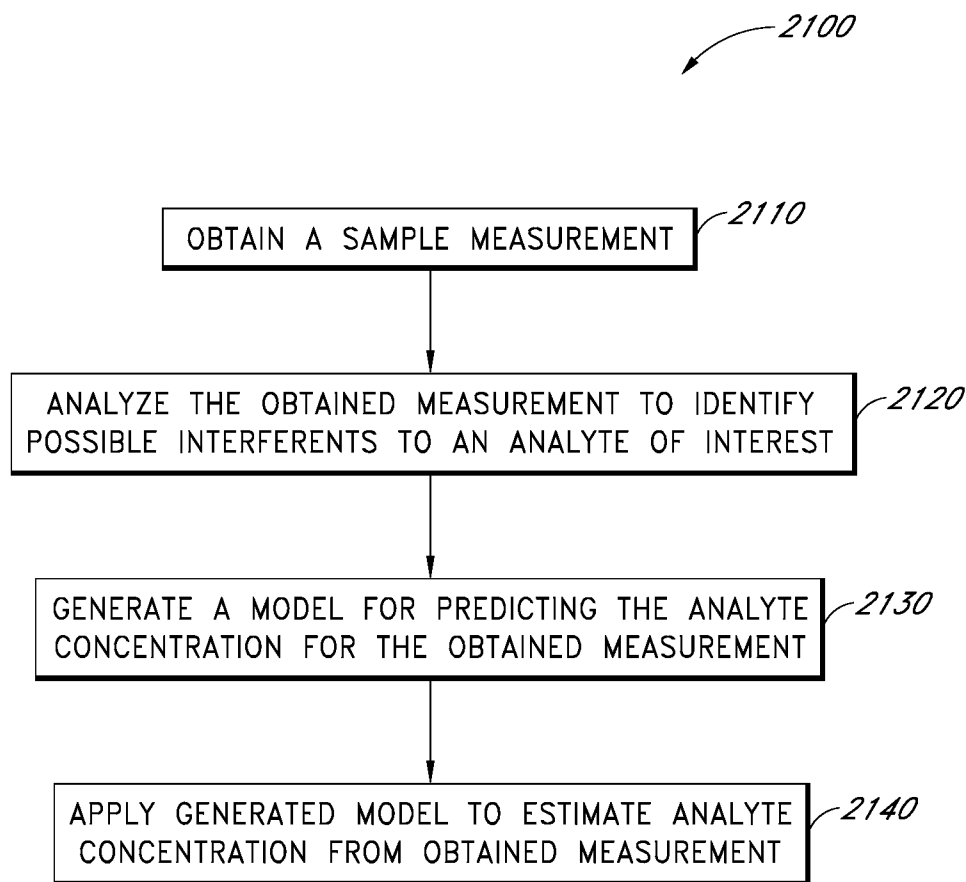 2100
OBTAIN A SAMPLE MEASUREMENT
2110
ANALYZE THE OBTAINED MEASUREMENT TO IDENTIFY
POSSIBLE INTERFERENTS TO AN ANALYTE OF INTEREST
2120
GENERATE A MODEL FOR PREDICTING THE ANALYTE
CONCENTRATION FOR THE OBTAINED MEASUREMENT
2130
APPLY GENERATED MODEL TO ESTIMATE ANALYTE
CONCENTRATION FROM OBTAINED MEASUREMENT
2140